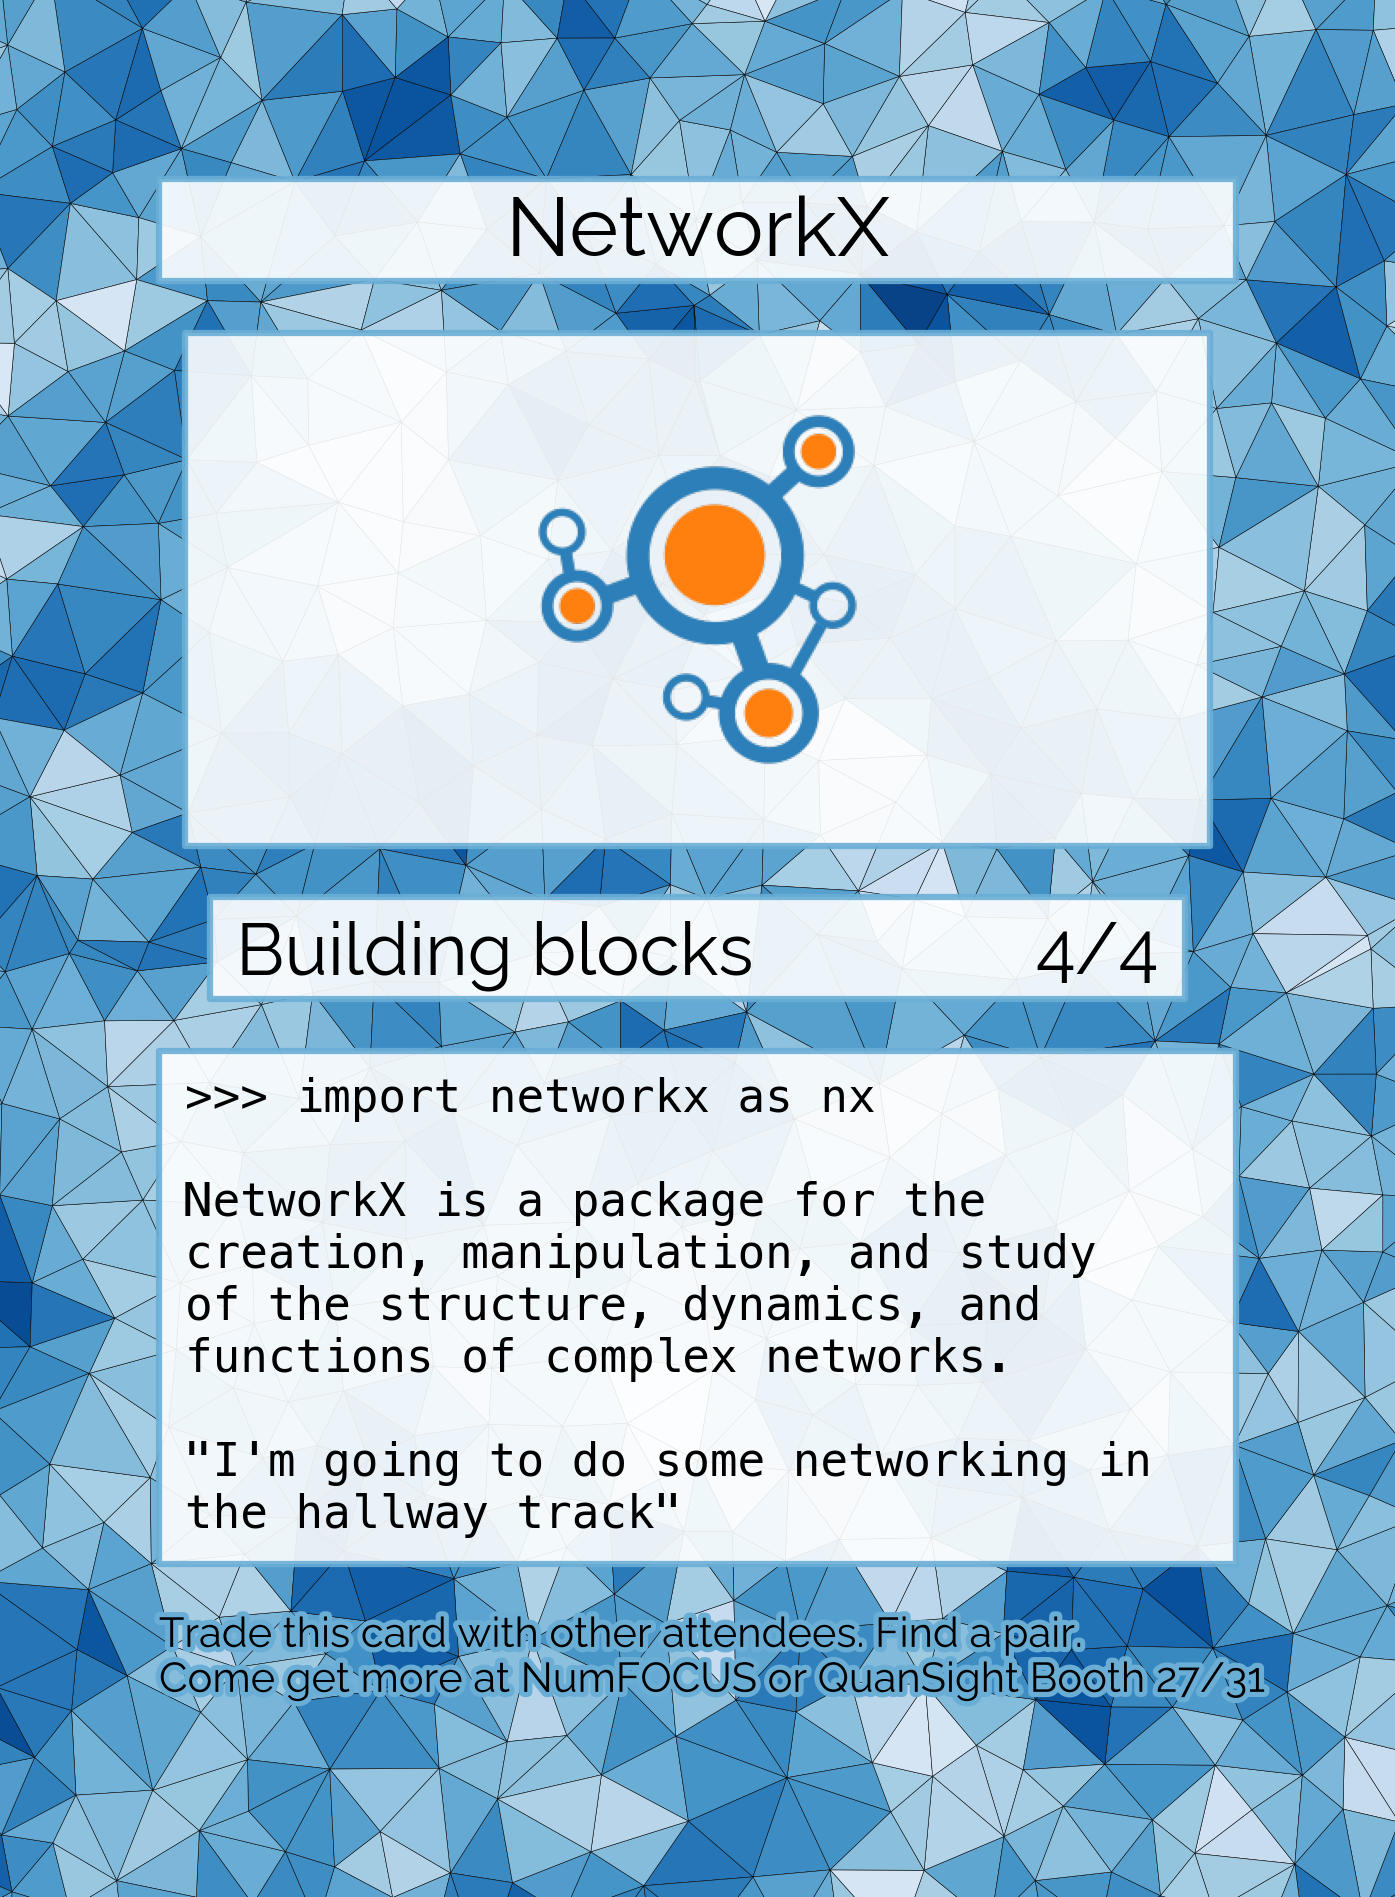 NetworkX
Building blocks 4/4
>>> import networkx as nx
NetworkX is a package for the
creation, manipulation, and study
of the structure, dynamics, and
functions of complex networks.
"I'm going to do some networking in
the hallway track"
Trade this card with other attendees. Find a pair.
Come get more at NumFOCUS or QuanSight Booth 27/31